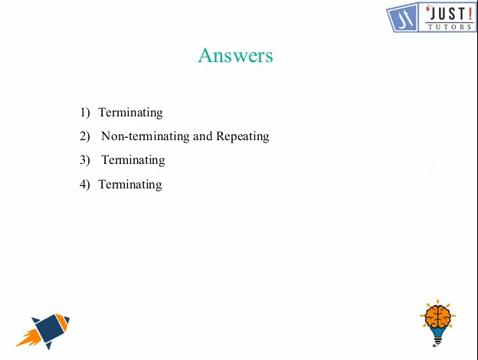 'JUST!
TUTORS
Answers
1) Terminating
2) Non-terminating and Repeating
3) Terminating
4) Terminating